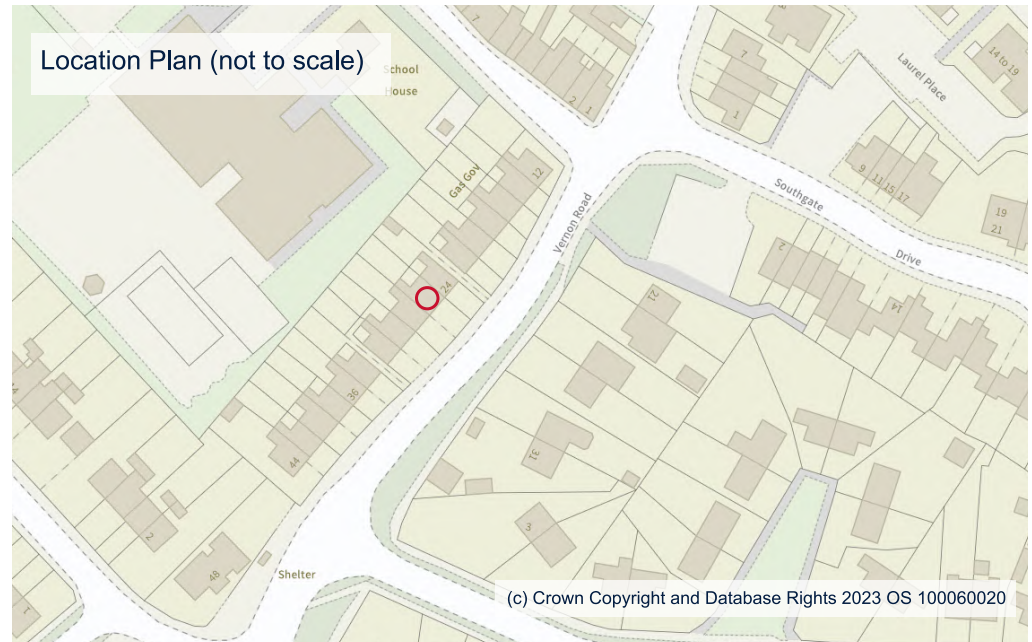 Location Plan (not to scale)
School
House
7
2
1
7
1
8
14 to 19
Laurel Place
Gas Gov
12
Vernon Road
Southgate
Drive
9 11 15 17
19
21
2
14
24
21
36
44
31
3
2
48
Shelter
1
(c) Crown Copyright and Database Rights 2023 OS 100060020